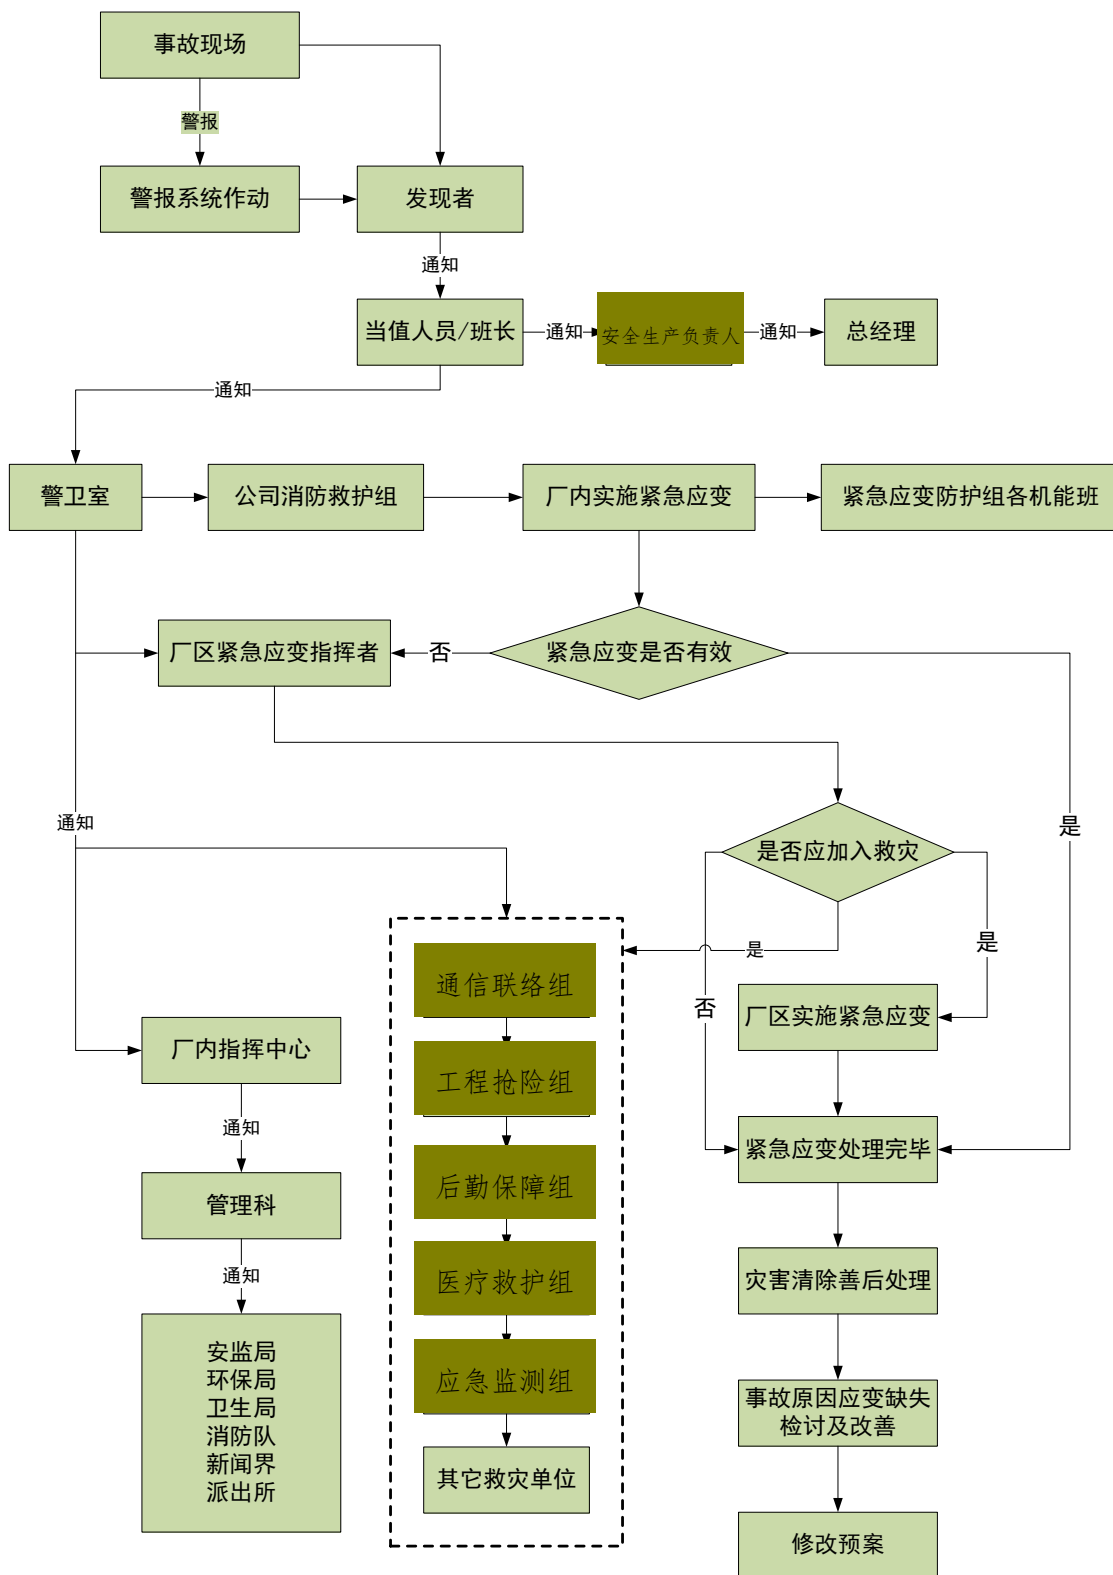 事故现场
警报
警报系统作动
发现者
通知
当值人员/班长
通知
安全生产负责人
通知
总经理
通知
警卫室
公司消防救护组
厂内实施紧急应变
紧急应变防护组各机能班
厂区紧急应变指挥者
否
紧急应变是否有效
通知
是否应加入救灾
是
是
是
否
通信联络组
工程抢险组
后勤保障组
医疗救护组
应急监测组
其它救灾单位
厂内指挥中心
通知
管理科
通知
安监局
环保局
卫生局
消防队
新闻界
派出所
厂区实施紧急应变
紧急应变处理完毕
灾害清除善后处理
事故原因应变缺失
检讨及改善
修改预案